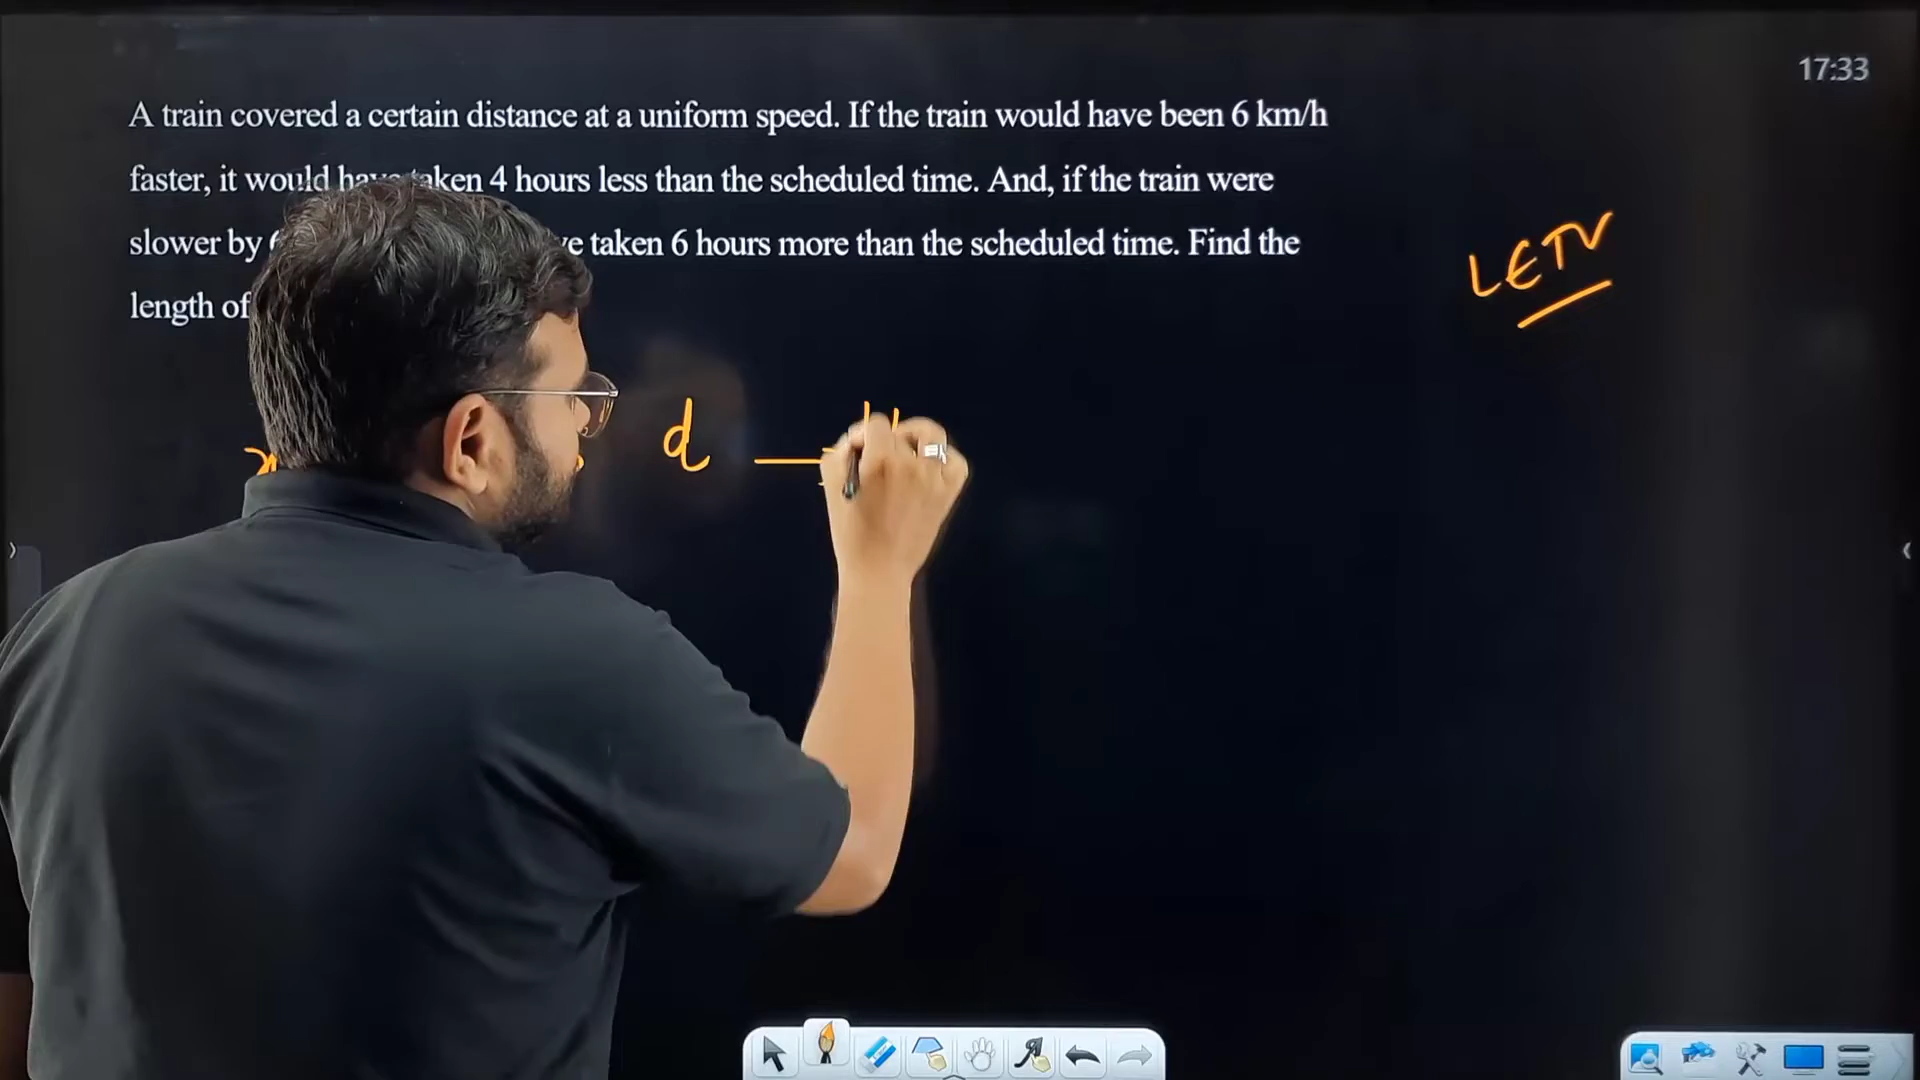 17:33
A train covered a certain distance at a uniform speed. If the train would have been 6 km/h
faster, it would have taken 4 hours less than the scheduled time. And, if the train were
slower by taken 6 hours more than the scheduled time. Find the
length of
LETV
d